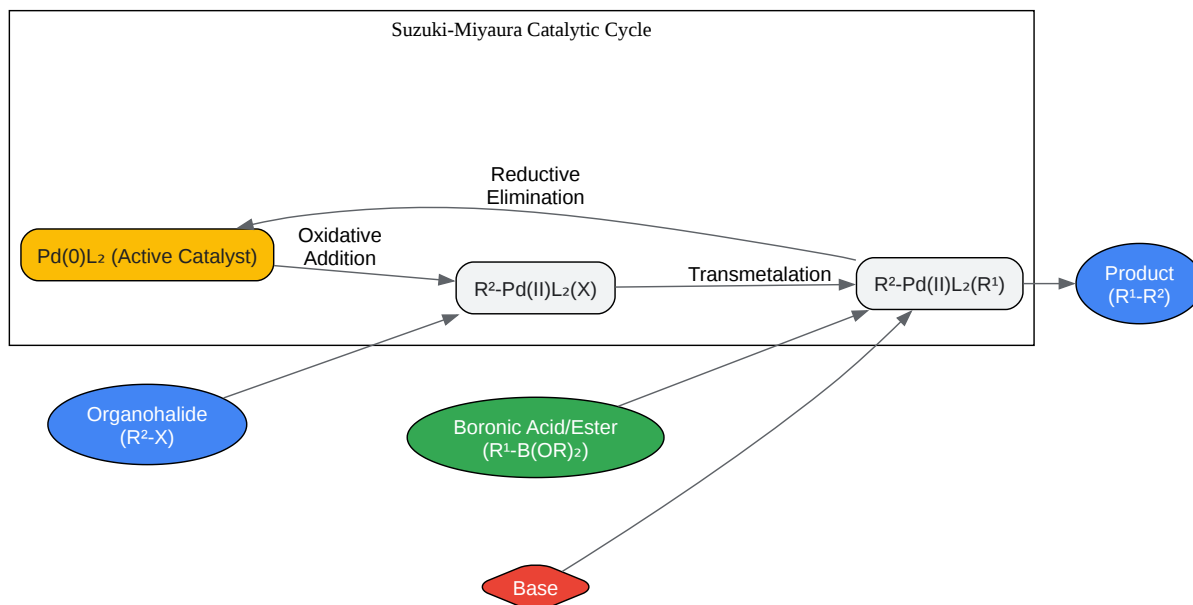 Suzuki-Miyaura Catalytic Cycle
Reductive
Elimination
Pd(0)L₂ (Active Catalyst)
Oxidative
Addition
R²-Pd(II)L₂(X)
Transmetalation
R²-Pd(II)L₂(R¹)
Product
(R¹-R²)
Organohalide
(R²-X)
Boronic Acid/Ester
(R¹-B(OR)₂)
Base